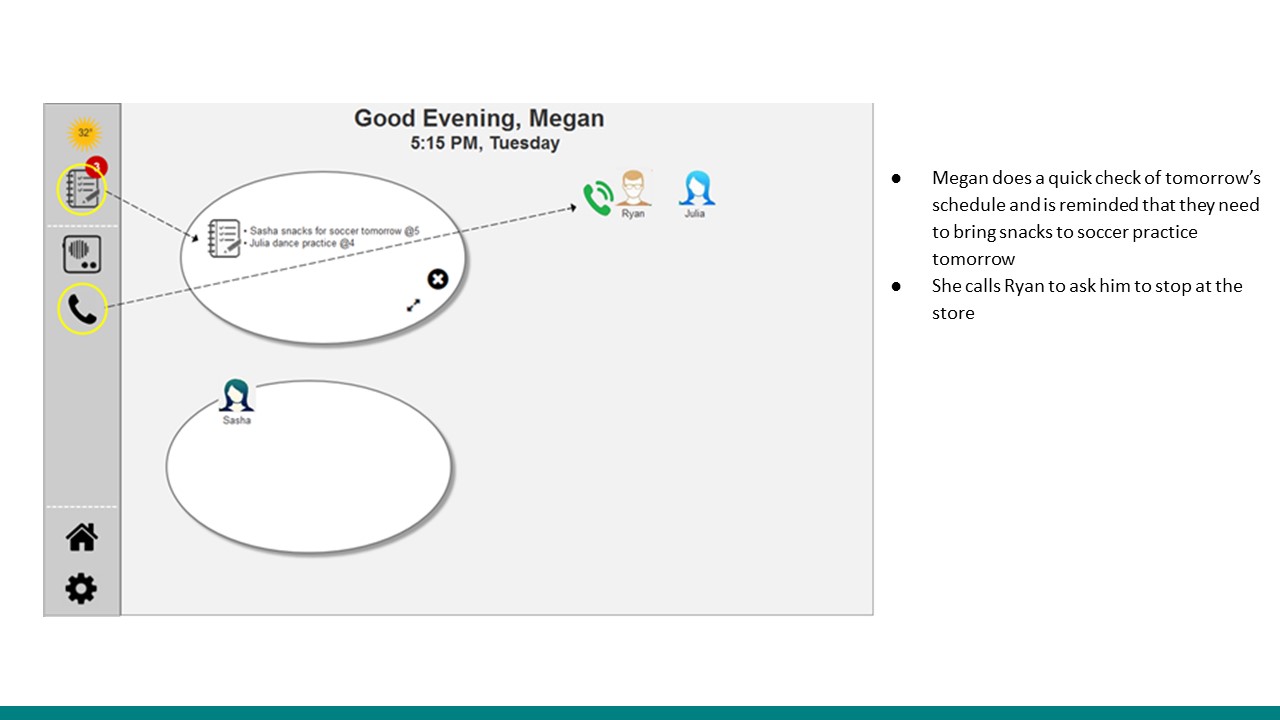 Good Evening, Megan
5:15 PM, Tuesday
32°
3
• Sasha snacks for soccer tomorrow @5
• Julia dance practice @4
Ryan
Julia
Sasha
● Megan does a quick check of tomorrow’s
schedule and is reminded that they need
to bring snacks to soccer practice
tomorrow
● She calls Ryan to ask him to stop at the
store